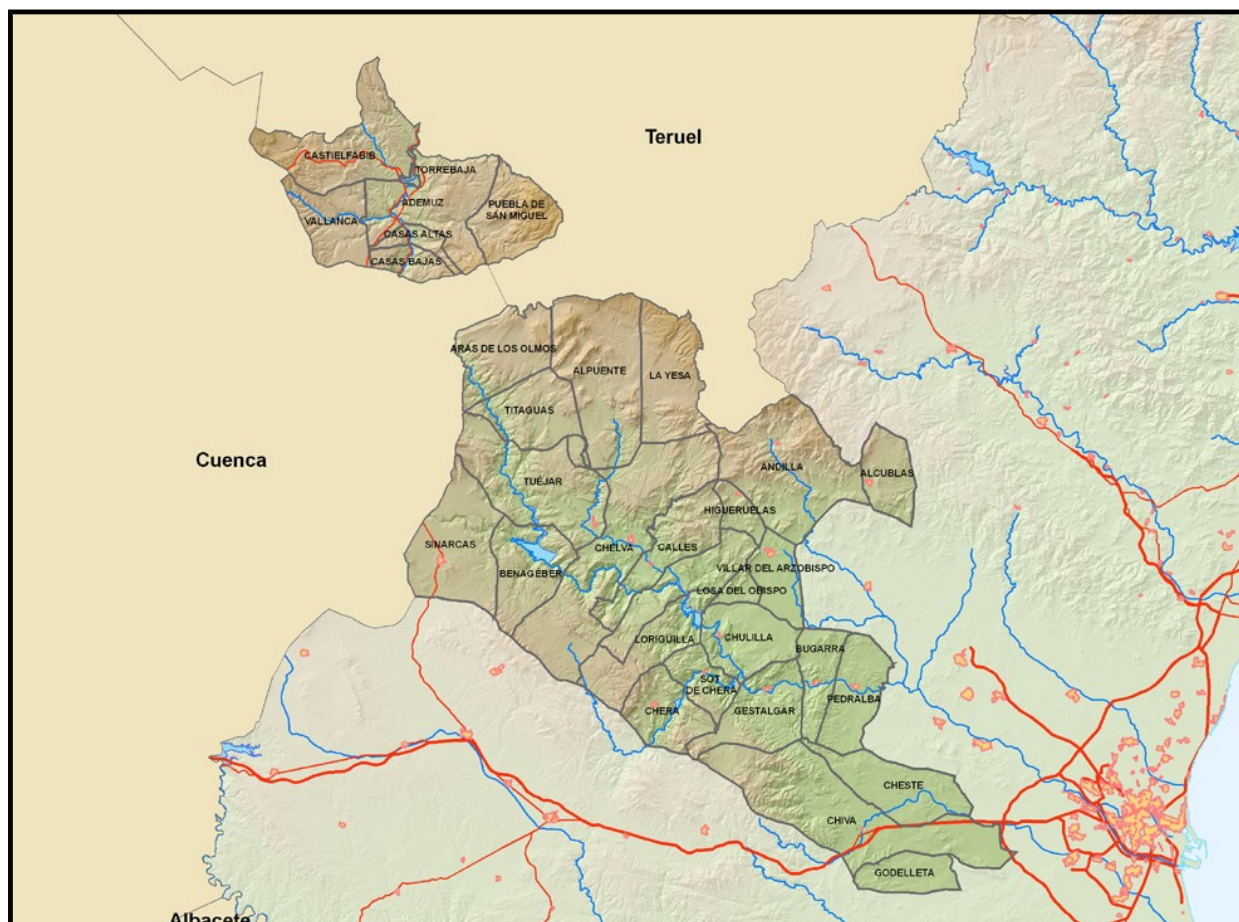 Teruel
CASTIELFABIB
TORREBAJA
ADEMUZ
PUEBLA DE
SAN MIGUEL
VALLANCA
CASAS ALTAS
CASAS BAJAS
ARAS DE LOS OLMOS
ALPUENTE
LA YESA
TITAGUAS
Cuenca
ANDILLA
ALCUBLAS
TUÉJAR
HIGUERUELAS
SINARCAS
CHELVA
CALLES
BENAGÉBER
VILLAR DEL ARZOBISPO
LOSA DEL OBISPO
LORIGUILLA
CHULILLA
BUGARRA
SOT
DE CHERA
PEDRALBA
CHERA
GESTALGAR
CHESTE
CHIVA
GODELLETA
Albacete